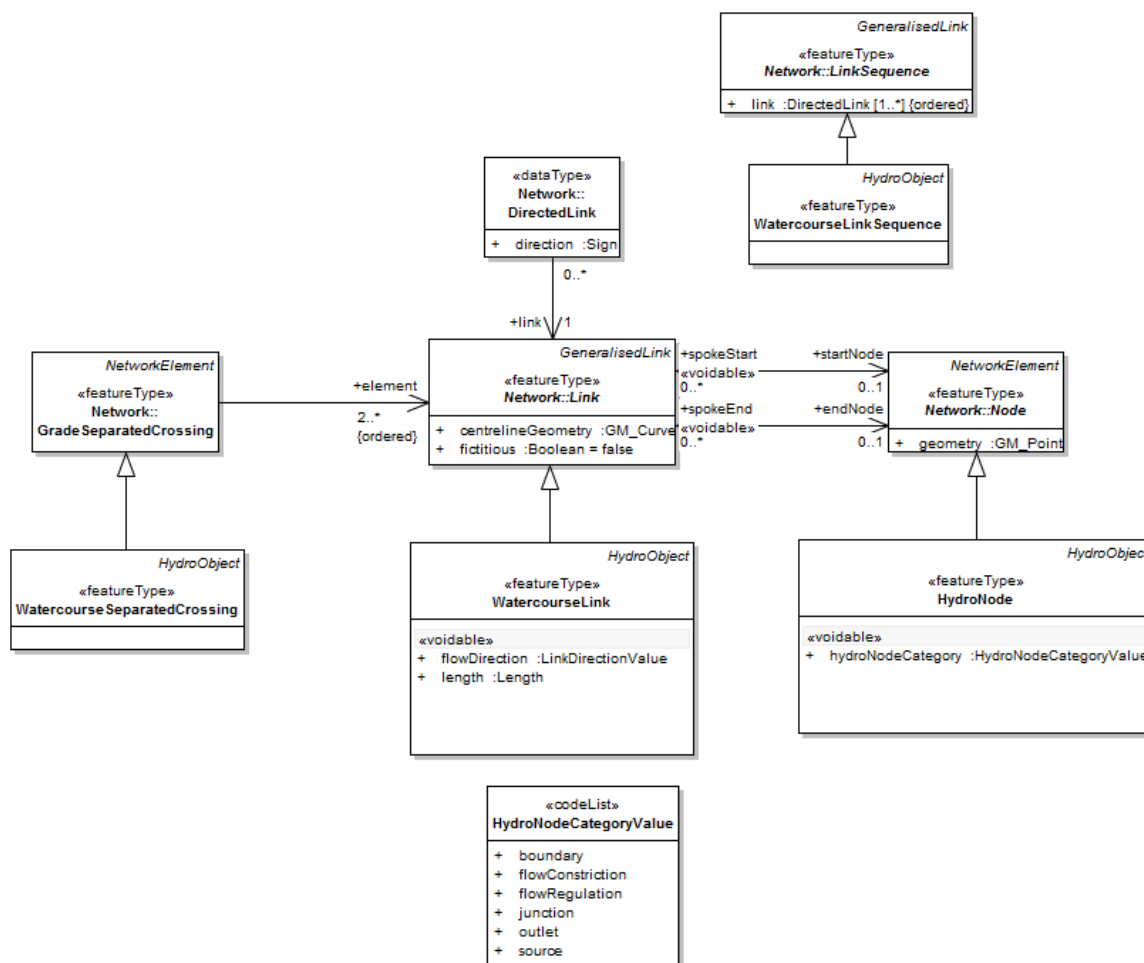 GeneralisedLink
«featureType»
Network::LinkSequence
+ link :DirectedLink [1..*] {ordered}
HydroObject
«featureType»
WatercourseLinkSequence
«dataType»
Network::
DirectedLink
+ direction :Sign
0..*
+link
1
NetworkElement
«featureType»
Network::
GradeSeparatedCrossing
+element
2..*
{ordered}
GeneralisedLink
«featureType»
Network::Link
+ centrelineGeometry :GM_Curve
+ fictitious :Boolean = false
+spokeStart
«voidable»
0..*
+startNode
0..1
+spokeEnd
«voidable»
0..*
+endNode
0..1
NetworkElement
«featureType»
Network::Node
+ geometry :GM_Point
HydroObject
«featureType»
WatercourseSeparatedCrossing
HydroObject
«featureType»
WatercourseLink
«voidable»
+ flowDirection :LinkDirectionValue
+ length :Length
HydroObject
«featureType»
HydroNode
«voidable»
+ hydroNodeCategory :HydroNodeCategoryValue
«codeList»
HydroNodeCategoryValue
+ boundary
+ flowConstriction
+ flowRegulation
+ junction
+ outlet
+ source